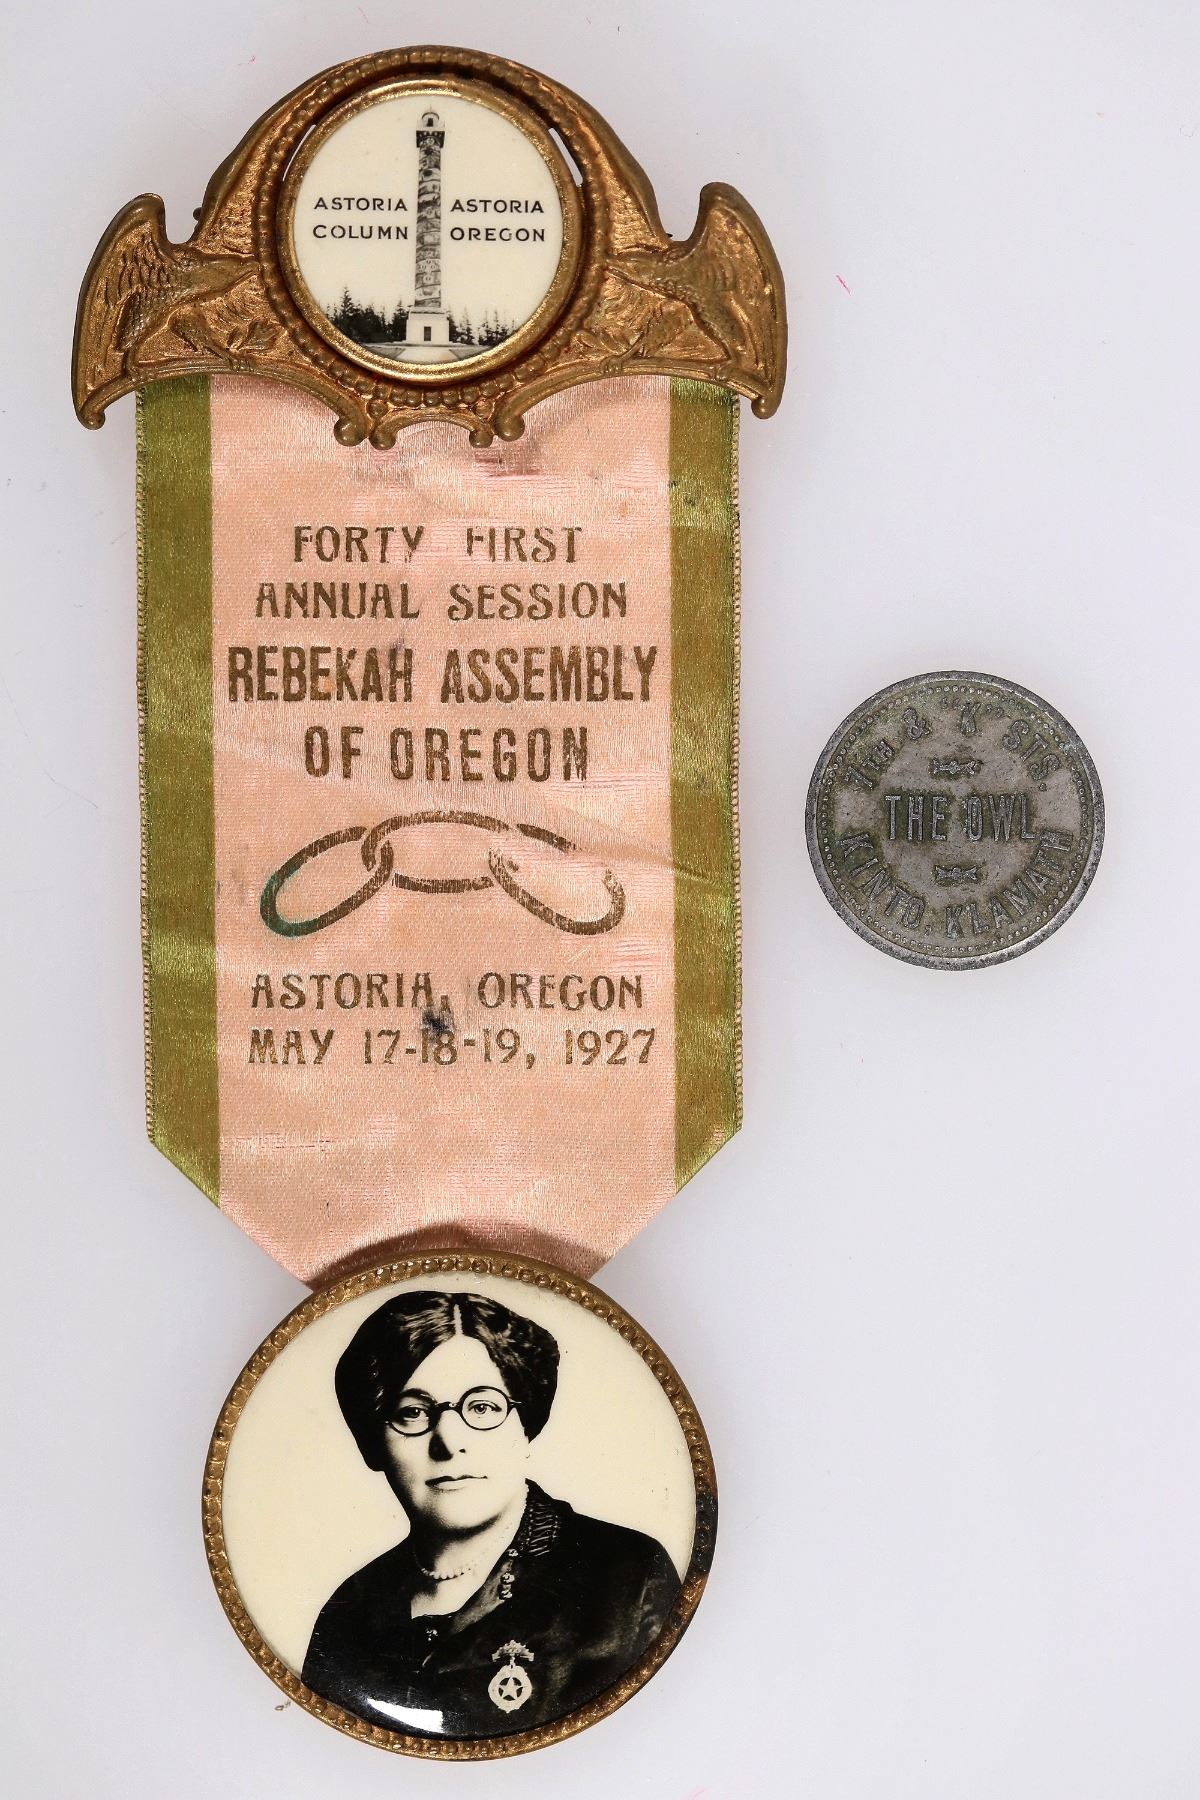 ASTORIA COLUMN
ASTORIA OREGON
FORTY FIRST
ANNUAL SESSION
REBEKAH ASSEMBLY
OF OREGON
ASTORIA, OREGON
MAY 17-18-19, 1927
7TH & "K" STS.
THE OWL
KINTO, KLAMATH